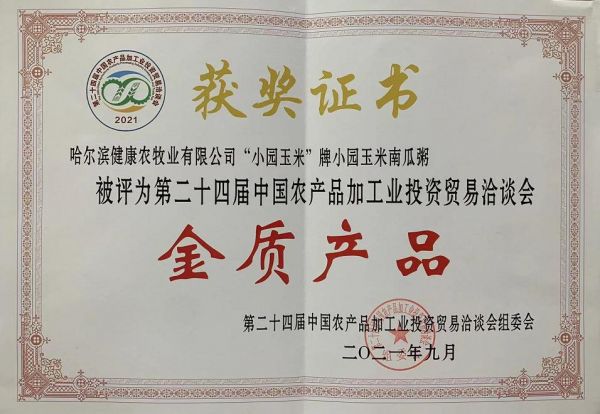 第二十四届中国农产品加工业投资贸易洽谈会
2021
获奖证书
哈尔滨健康农牧业有限公司“小园玉米”牌小园玉米南瓜粥
被评为第二十四届中国农产品加工业投资贸易洽谈会
金质产品
第二十四届中国农产品加工业投资贸易洽谈会组委会
二〇二一年九月